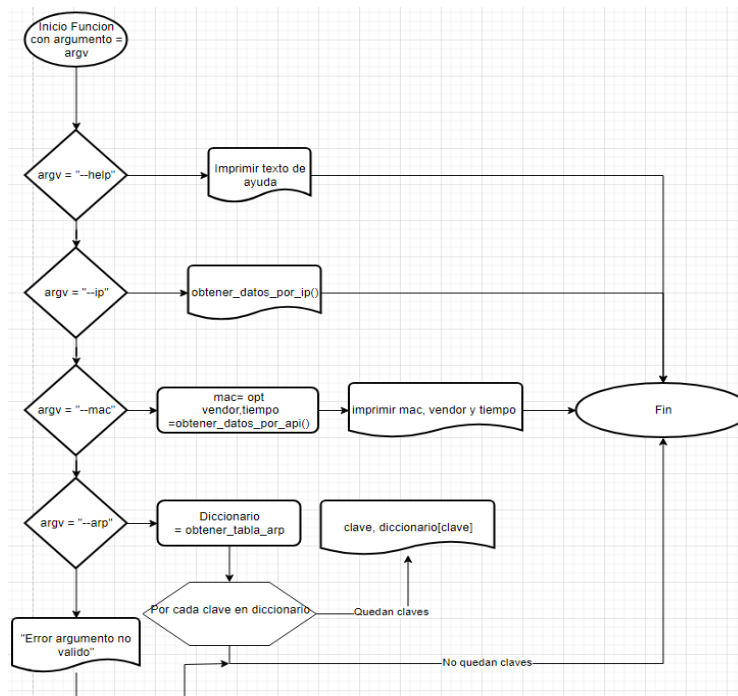 Inicio Funcion
con argumento =
argv
argv = "--help"
Imprimir texto de
ayuda
argv = "--ip"
obtener_datos_por_ip()
argv = "--mac"
mac= opt
vendor,tiempo
=obtener_datos_por_api()
imprimir mac, vendor y tiempo
Fin
argv = "--arp"
Diccionario
= obtener_tabla_arp
clave, diccionario[clave]
Por cada clave en diccionario
Quedan claves
"Error argumento no
valido"
No quedan claves